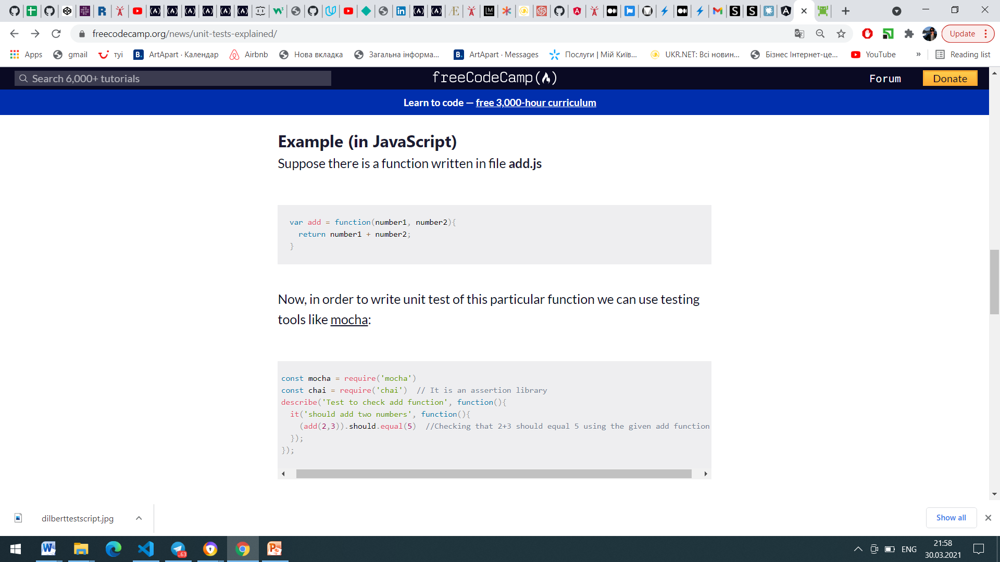 freecodecamp.org/news/unit-tests-explained/
Update
Apps
gmail
туі
ArtApart · Календар
Airbnb
Нова вкладка
Загальна інформа...
ArtApart · Messages
Послуги | Мій Київ...
UKR.NET: Всі новин...
Бізнес Інтернет-це...
YouTube
»
Reading list
Search 6,000+ tutorials
freeCodeCamp
Forum
Donate
Learn to code — free 3,000-hour curriculum
Example (in JavaScript)
Suppose there is a function written in file add.js
var add = function(number1, number2){
return number1 + number2;
}
Now, in order to write unit test of this particular function we can use testing
tools like mocha:
const mocha = require('mocha')
const chai = require('chai')  // It is an assertion library
describe('Test to check add function', function(){
it('should add two numbers', function(){
(add(2,3)).should.equal(5)  //Checking that 2+3 should equal 5 using the given add function
});
});
dilberttestscript.jpg
Show all
63
ENG
21:58
30.03.2021